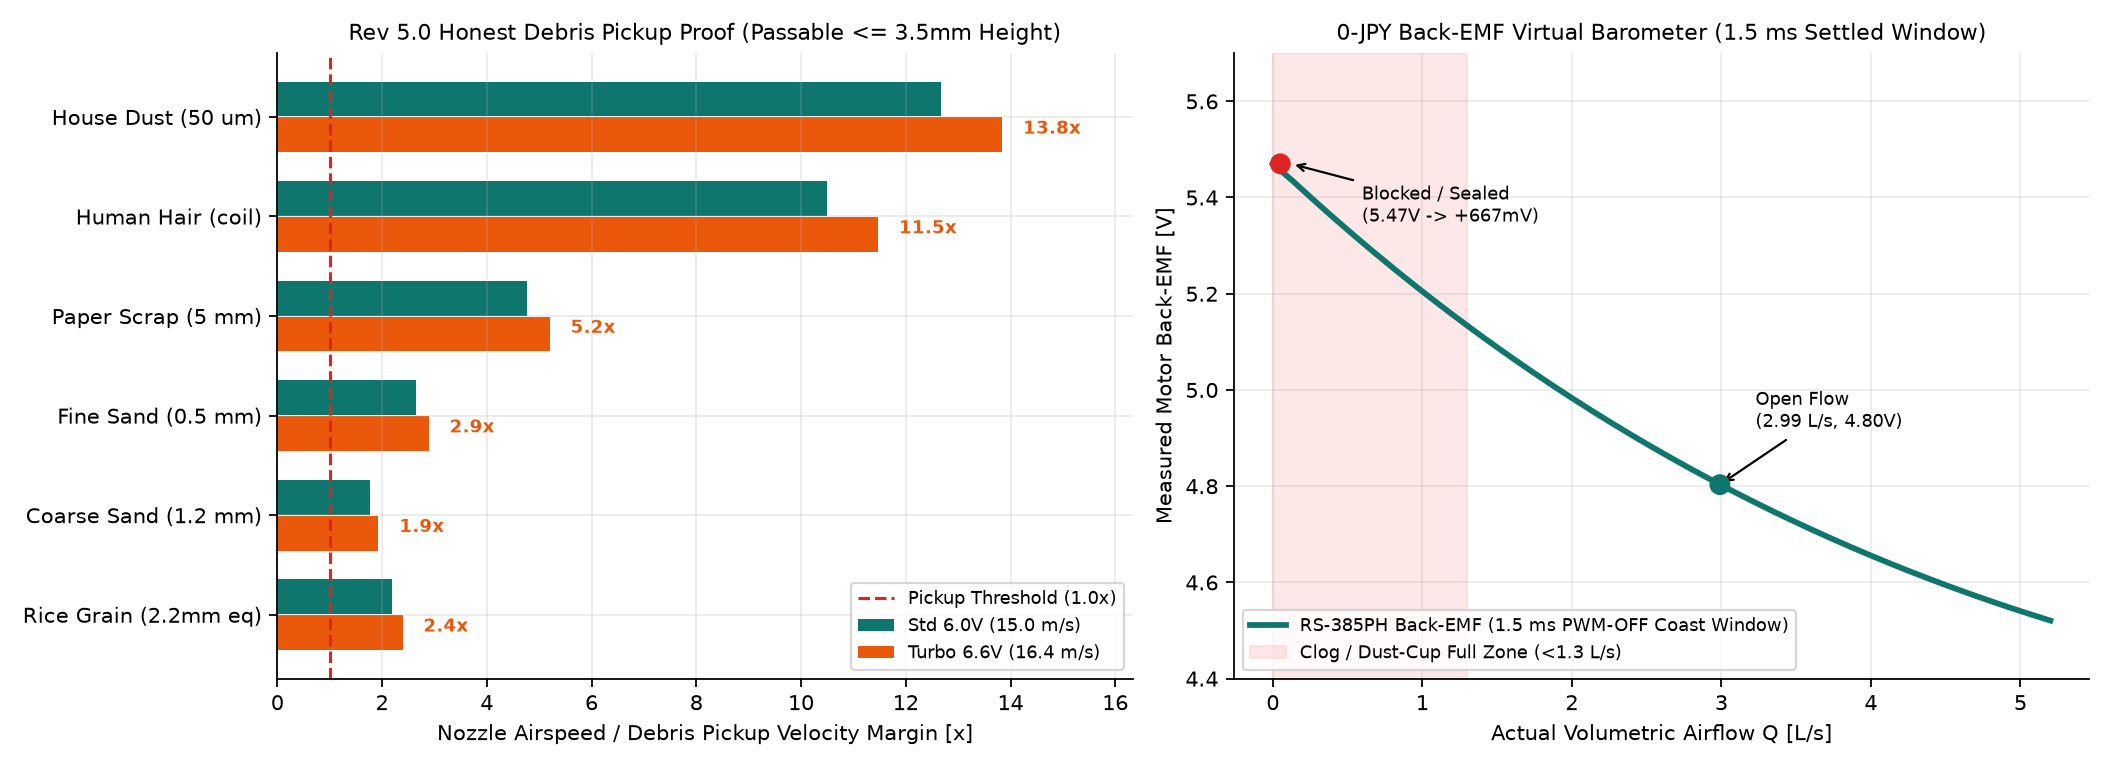 Rev 5.0 Honest Debris Pickup Proof (Passable <= 3.5mm Height)
House Dust (50 um)
13.8x
Human Hair (coil)
11.5x
Paper Scrap (5 mm)
5.2x
Fine Sand (0.5 mm)
2.9x
Coarse Sand (1.2 mm)
1.9x
Rice Grain (2.2mm eq)
2.4x
Pickup Threshold (1.0x)
Std 6.0V (15.0 m/s)
Turbo 6.6V (16.4 m/s)
0 2 4 6 8 10 12 14 16
Nozzle Airspeed / Debris Pickup Velocity Margin [x]
0-JPY Back-EMF Virtual Barometer (1.5 ms Settled Window)
Measured Motor Back-EMF [V]
5.6
5.4
5.2
5.0
4.8
4.6
4.4
Blocked / Sealed
(5.47V -> +667mV)
Open Flow
(2.99 L/s, 4.80V)
RS-385PH Back-EMF (1.5 ms PWM-OFF Coast Window)
Clog / Dust-Cup Full Zone (<1.3 L/s)
0 1 2 3 4 5
Actual Volumetric Airflow Q [L/s]